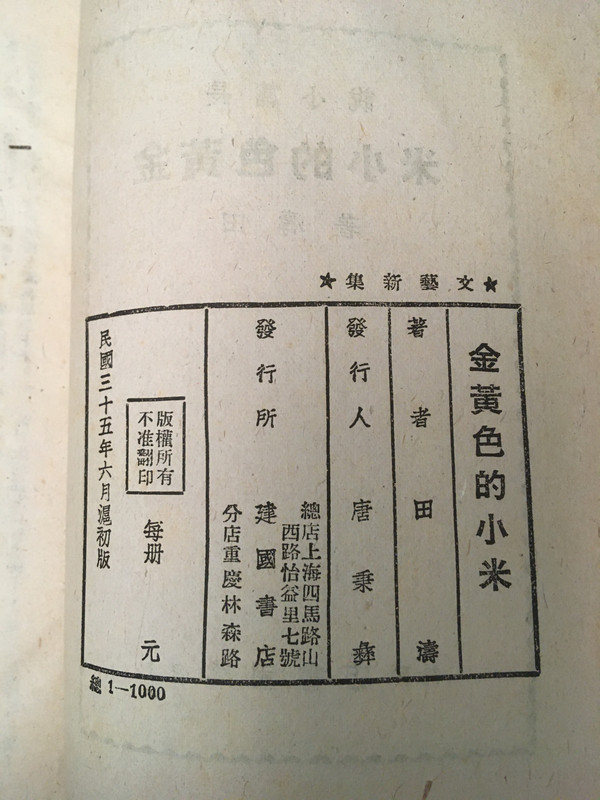 ★文藝新集★
金黃色的小米
著者 田濤
發行人 唐秉彝
發行所 建國書店
總店上海四馬路山
西路怡益里七號
分店重慶林森路
版權所有
不准翻印
每册 元
民國三十五年六月滬初版
總 1—1000